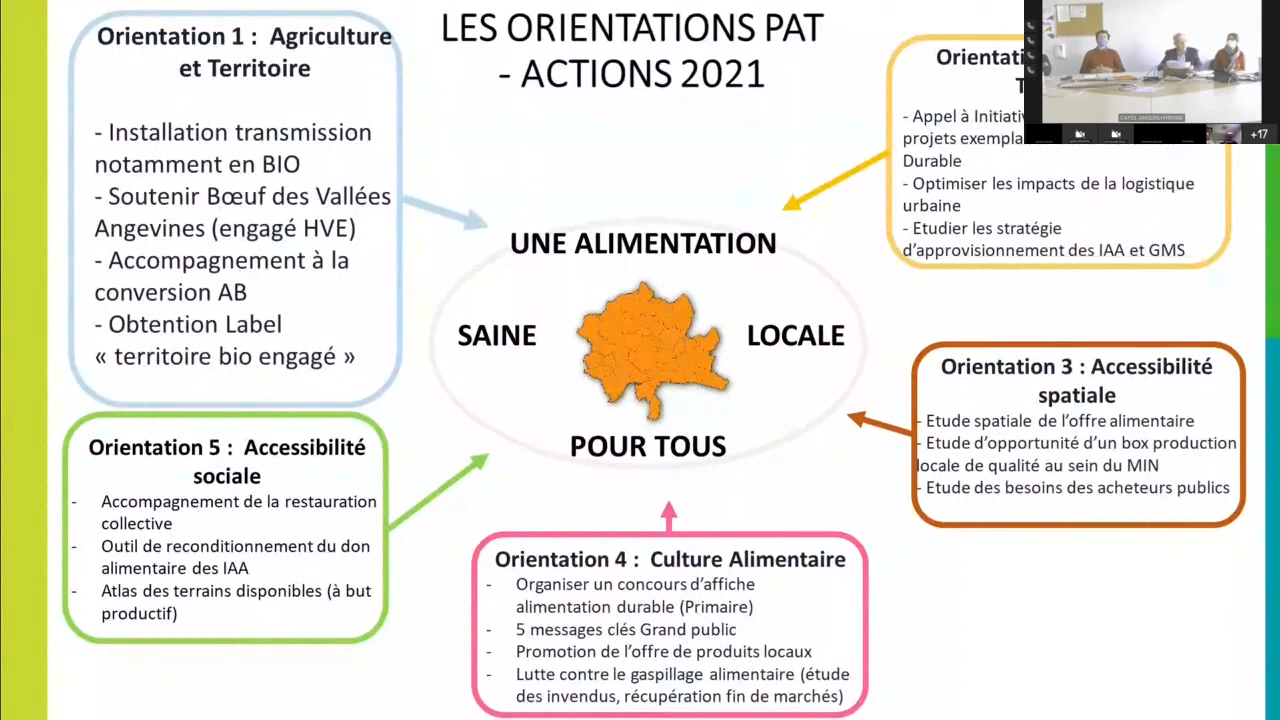 LES ORIENTATIONS PAT
- ACTIONS 2021
Orientation 1 : Agriculture
et Territoire
- Installation transmission
notamment en BIO
- Soutenir Bœuf des Vallées
Angevines (engagé HVE)
- Accompagnement à la
conversion AB
- Obtention Label
« territoire bio engagé »
- Appel à
projets
Durable
- Optimiser les impacts de la logistique
urbaine
- Etudier les stratégie
d'approvisionnement des IAA et GMS
CAPDL ANGERS-HYROME
+17
UNE ALIMENTATION
SAINE
LOCALE
POUR TOUS
Orientation 3 : Accessibilité
spatiale
- Etude spatiale de l'offre alimentaire
- Etude d'opportunité d'un box production
locale de qualité au sein du MIN
- Etude des besoins des acheteurs publics
Orientation 5 : Accessibilité
sociale
- Accompagnement de la restauration
collective
- Outil de reconditionnement du don
alimentaire des IAA
- Atlas des terrains disponibles (à but
productif)
Orientation 4 : Culture Alimentaire
- Organiser un concours d'affiche
alimentation durable (Primaire)
- 5 messages clés Grand public
- Promotion de l'offre de produits locaux
- Lutte contre le gaspillage alimentaire (étude
des invendus, récupération fin de marchés)